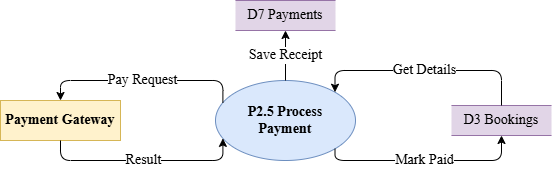 D7 Payments
Save Receipt
Pay Request
Get Details
Payment Gateway
P2.5 Process
Payment
D3 Bookings
Result
Mark Paid